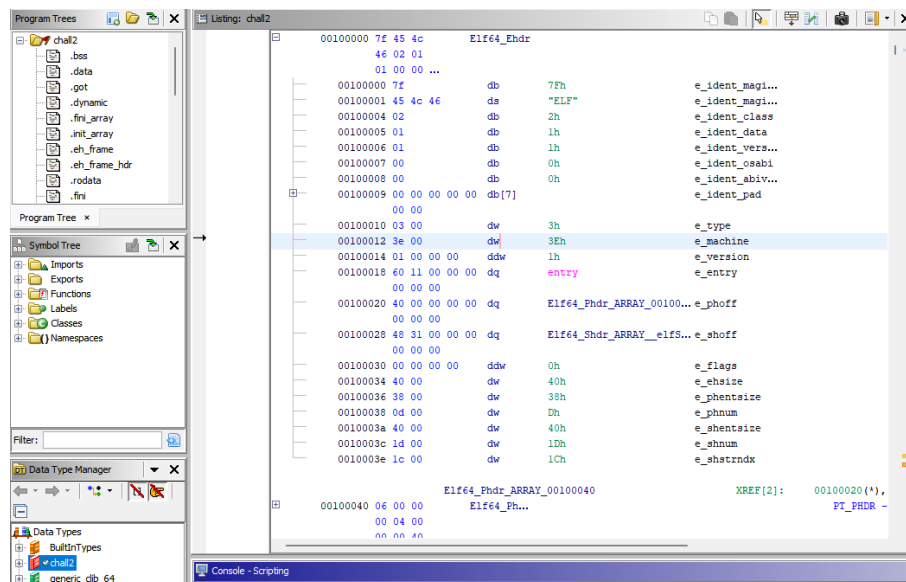 Program Trees
chall2
.bss
.data
.got
.dynamic
.fini_array
.init_array
.eh_frame
.eh_frame_hdr
.rodata
.fini
Program Tree ×
Symbol Tree
Imports
Exports
Functions
Labels
Classes
Namespaces
Filter:
Data Type Manager
Data Types
BuiltInTypes
chall2
generic_clib_64
Listing: chall2
00100000 7f 45 4c Elf64_Ehdr
46 02 01
01 00 00 ...
00100000 7f db 7Fh e_ident_magi...
00100001 45 4c 46 ds "ELF" e_ident_magi...
00100004 02 db 2h e_ident_class
00100005 01 db 1h e_ident_data
00100006 01 db 1h e_ident_vers...
00100007 00 db 0h e_ident_osabi
00100008 00 db 0h e_ident_abiv...
00100009 00 00 00 00 00 db[7] e_ident_pad
00 00
00100010 03 00 dw 3h e_type
00100012 3e 00 dw 3Eh e_machine
00100014 01 00 00 00 ddw 1h e_version
00100018 60 11 00 00 00 dq entry e_entry
00 00 00
00100020 40 00 00 00 00 dq Elf64_Phdr_ARRAY_00100... e_phoff
00 00 00
00100028 48 31 00 00 00 dq Elf64_Shdr_ARRAY__elfS... e_shoff
00 00 00
00100030 00 00 00 00 ddw 0h e_flags
00100034 40 00 dw 40h e_ehsize
00100036 38 00 dw 38h e_phentsize
00100038 0d 00 dw Dh e_phnum
0010003a 40 00 dw 40h e_shentsize
0010003c 1d 00 dw 1Dh e_shnum
0010003e 1c 00 dw 1Ch e_shstrndx
Elf64_Phdr_ARRAY_00100040 XREF[2]: 00100020(*),
00100040 06 00 00 Elf64_Ph... PT_PHDR -
00 04 00
00 00 40
Console - Scripting